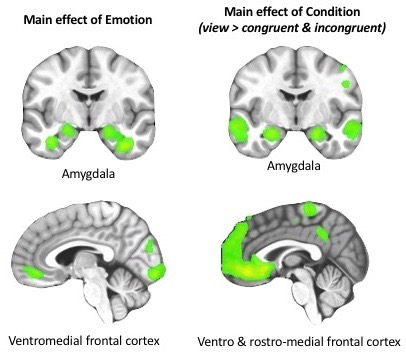 Main effect of Emotion
Main effect of Condition
(view > congruent & incongruent)
Amygdala
Amygdala
Ventromedial frontal cortex
Ventro & rostro-medial frontal cortex